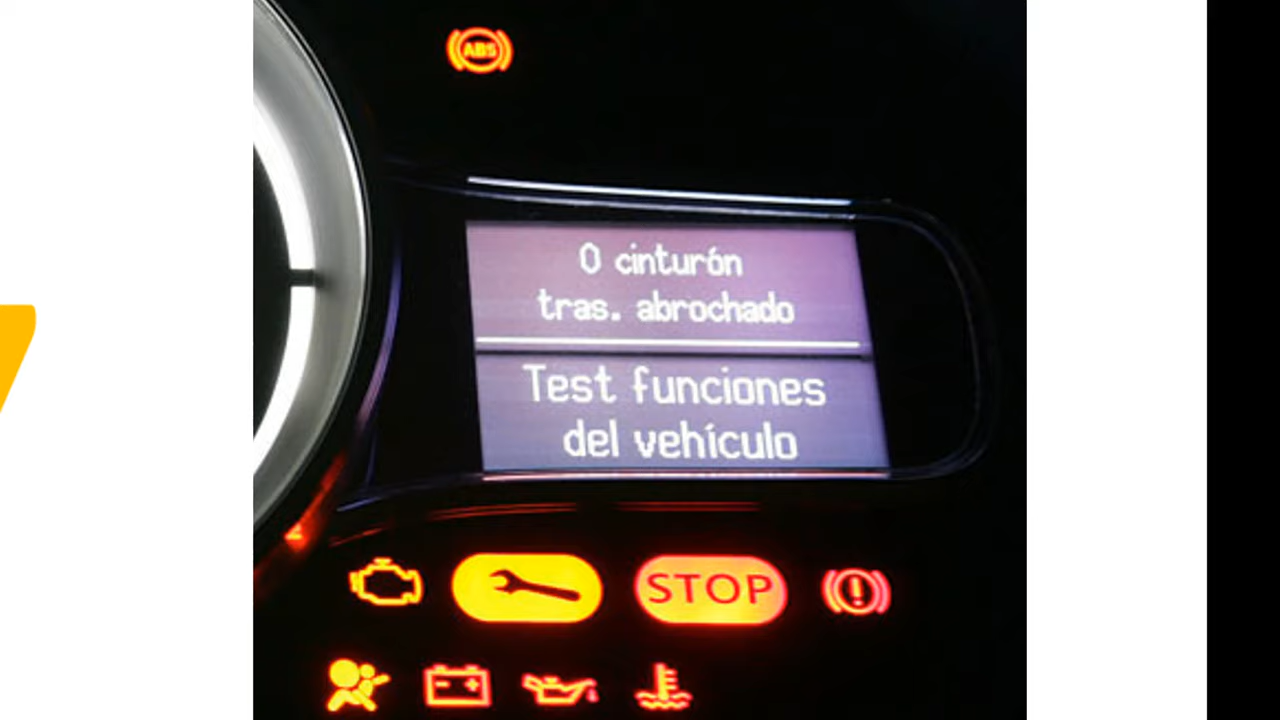 ABS
0 cinturón
tras. abrochado
Test funciones
del vehículo
STOP